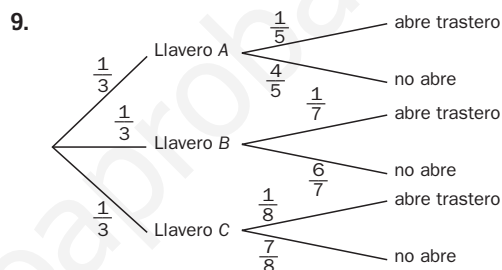 9.
1/5
abre trastero
Llavero A
1/3
4/5
no abre
1/7
abre trastero
1/3
Llavero B
6/7
no abre
1/8
abre trastero
1/3
Llavero C
7/8
no abre